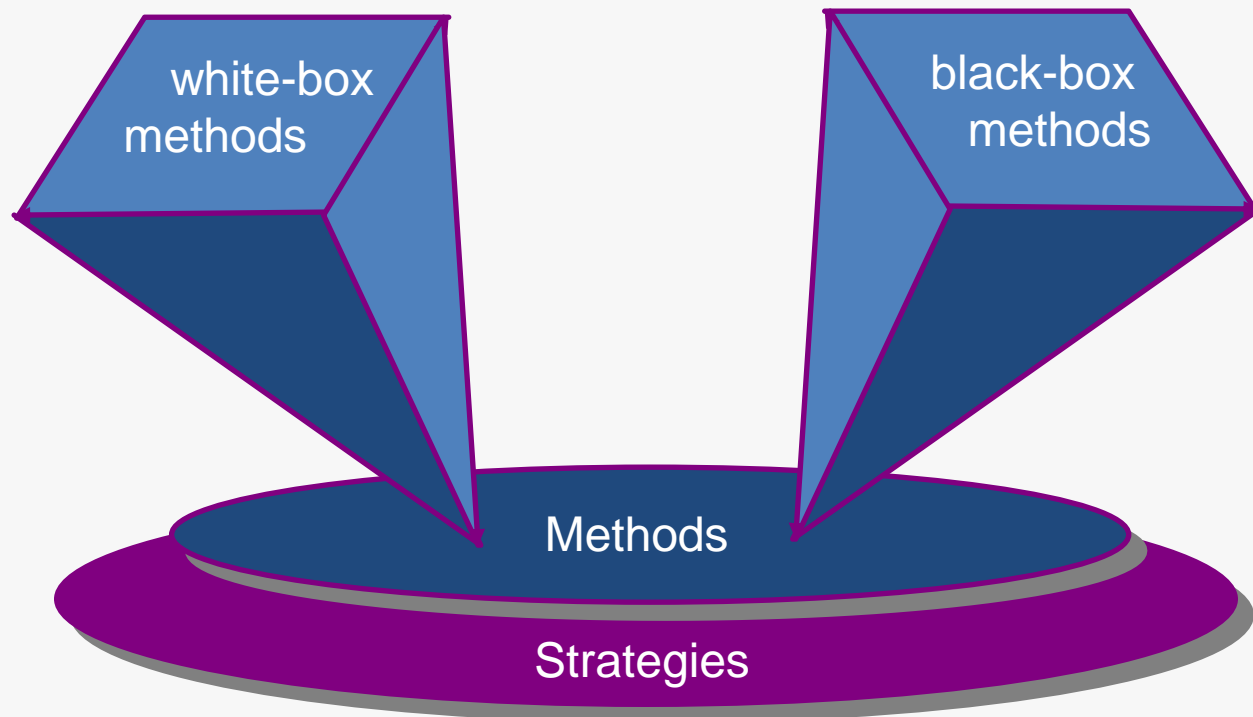 white-box
methods
black-box
methods
Methods
Strategies